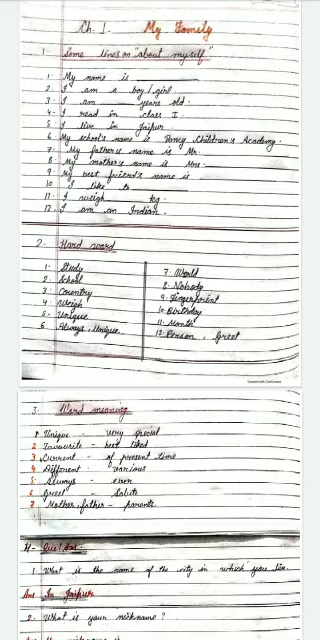 Ch. 1- My Family
1- Some lines on "about my self"
1. My name is
2. I am a boy / girl
3. I am years old.
4. I read in class I.
5. I live in Jaipur
6. My school's name is Children's Academy.
7. My father's name is Mr.
8. My mother's name is Mrs.
9. My best friend's name is
10 I like to
11. I weigh kg.
12. I am an Indian.
2. Hard word
1. Study
2. School
3. Country
4. Weigh
5. Unique
6. Always, Unique
7. World
8. Nobody
9. Fingerprint
10. Birthday
11. Month
12. Person, Greet
3. Word meaning
1. Unique - very special
2 Favourite - best liked
3 Current - of present time
4 Different - various
5 Always - ever
6 Greet - Salute
7 Mother, father - parents
4- Que/Ans.
1. What is the name of the city in which you live
Ans In Jaipur
2. What is your nickname?